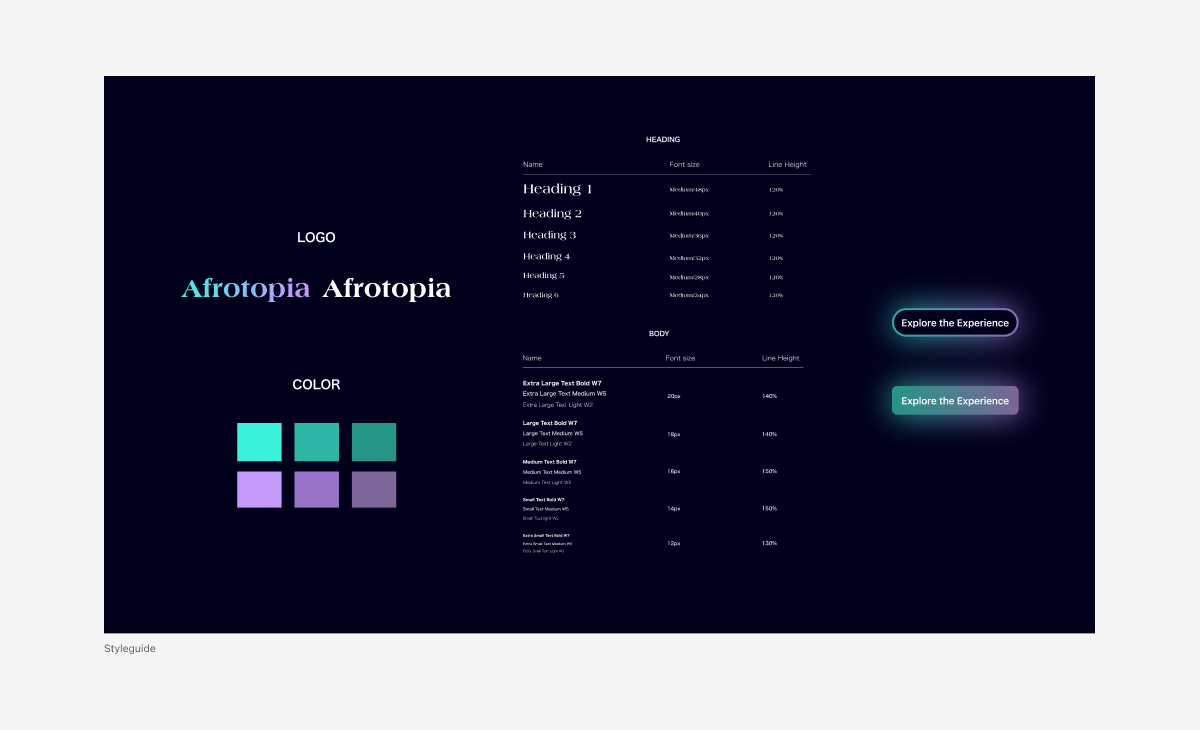 LOGO
Afrotopia Afrotopia
COLOR
HEADING
Name Font size Line Height
Heading 1 Medium/48px 120%
Heading 2 Medium/40px 120%
Heading 3 Medium/36px 120%
Heading 4 Medium/32px 120%
Heading 5 Medium/28px 120%
Heading 6 Medium/24px 120%
BODY
Name Font size Line Height
Extra Large Text Bold W7
Extra Large Text Medium W5 20px 140%
Extra Large Text Light W2
Large Text Bold W7
Large Text Medium W5 18px 140%
Large Text Light W2
Medium Text Bold W7
Medium Text Medium W5 16px 150%
Medium Text Light W2
Small Text Bold W7
Small Text Medium W5 14px 150%
Small Text light W2
Extra Small Text Bold W7
Extra Small Text Medium W5 12px 130%
Extra Small Text Light W2
Explore the Experience
Explore the Experience
Styleguide